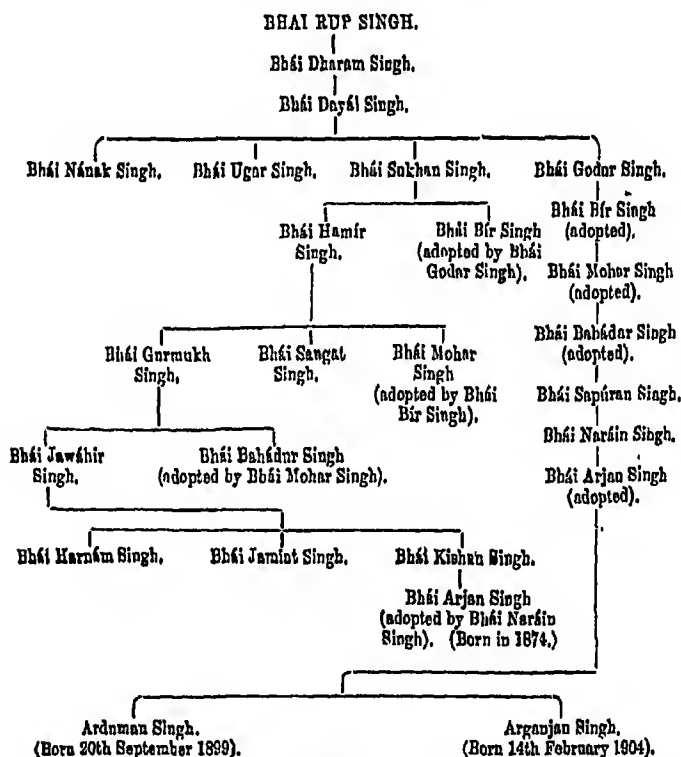 BHAI RUP SINGH.
Bhái Dharam Singh.
Bhái Dayál Singh.
Bhái Nának Singh. Bhái Ugar Singh. Bhái Sukhan Singh. Bhái Godar Singh.
Bhái Hamír Singh.
Bhái Bír Singh (adopted by Bhái Godar Singh).
Bhái Bír Singh (adopted).
Bhái Mohar Singh (adopted).
Bhái Gurmukh Singh.
Bhái Sangat Singh.
Bhái Mohar Singh (adopted by Bhái Bír Singh).
Bhái Bahádur Singh (adopted).
Bhái Sapúran Singh.
Bhái Naráin Singh.
Bhái Jawáhir Singh.
Bhái Bahádur Singh (adopted by Bhái Mohar Singh).
Bhái Arjan Singh (adopted).
Bhái Harnám Singh. Bhái Jamint Singh. Bhái Kishan Singh.
Bhái Arjan Singh (adopted by Bhái Naráin Singh). (Born in 1874.)
Ardaman Singh. (Born 20th September 1899).
Arganjan Singh. (Born 14th February 1904).